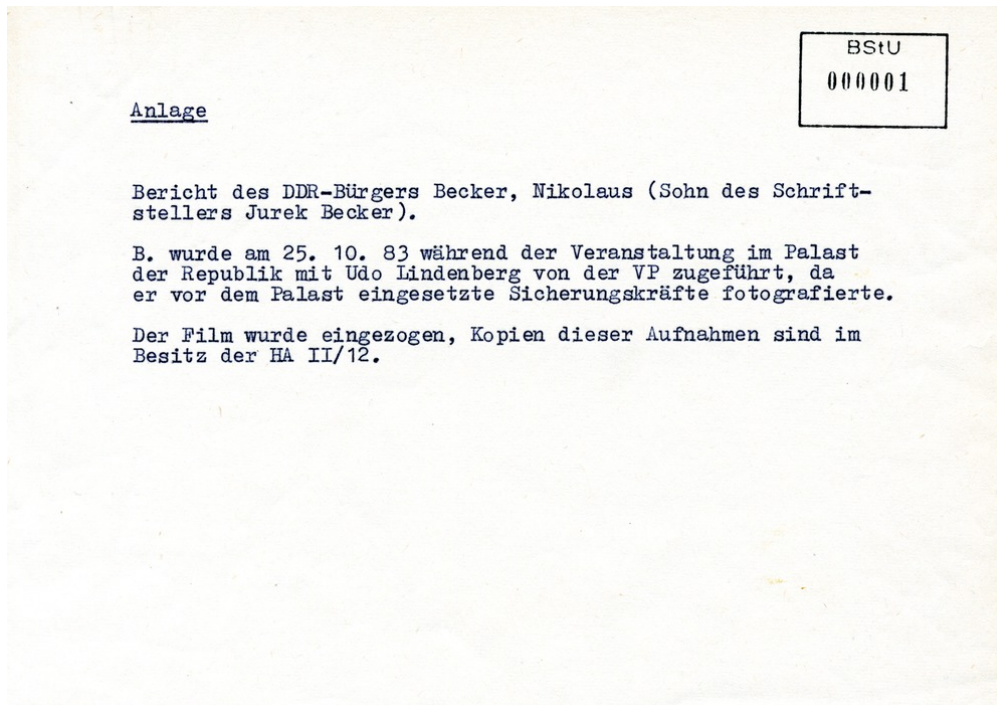 BStU
000001
Anlage
Bericht des DDR-Bürgers Becker, Nikolaus (Sohn des Schrift-
stellers Jurek Becker).
B. wurde am 25. 10. 83 während der Veranstaltung im Palast
der Republik mit Udo Lindenberg von der VP zugeführt, da
er vor dem Palast eingesetzte Sicherungskräfte fotografierte.
Der Film wurde eingezogen, Kopien dieser Aufnahmen sind im
Besitz der HA II/12.